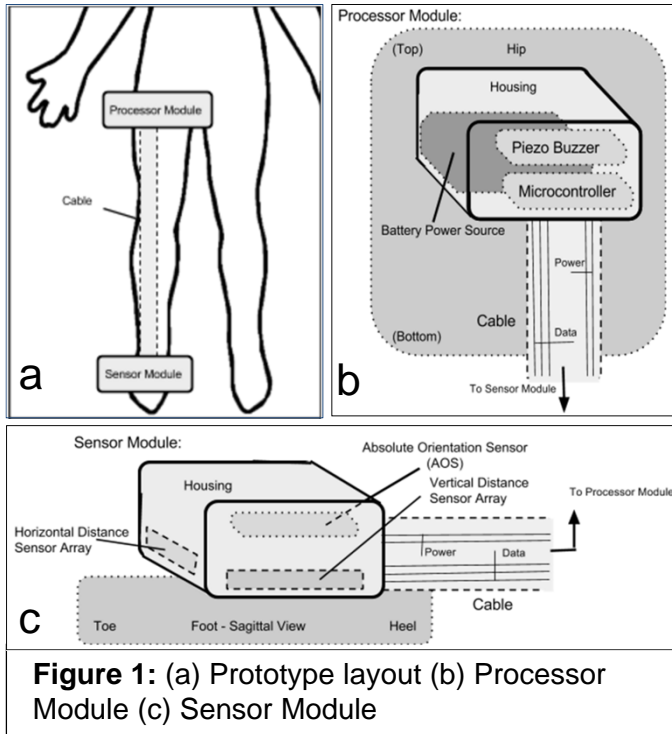 Processor Module
Cable
Sensor Module
a
Processor Module:
(Top)
Hip
Housing
Piezo Buzzer
Microcontroller
Battery Power Source
Power
Cable
Data
(Bottom)
To Sensor Module
b
Sensor Module:
Absolute Orientation Sensor
(AOS)
Housing
Vertical Distance
Sensor Array
Horizontal Distance
Sensor Array
To Processor Module
Power
Data
Cable
Toe
Foot - Sagittal View
Heel
c
Figure 1: (a) Prototype layout (b) Processor
Module (c) Sensor Module